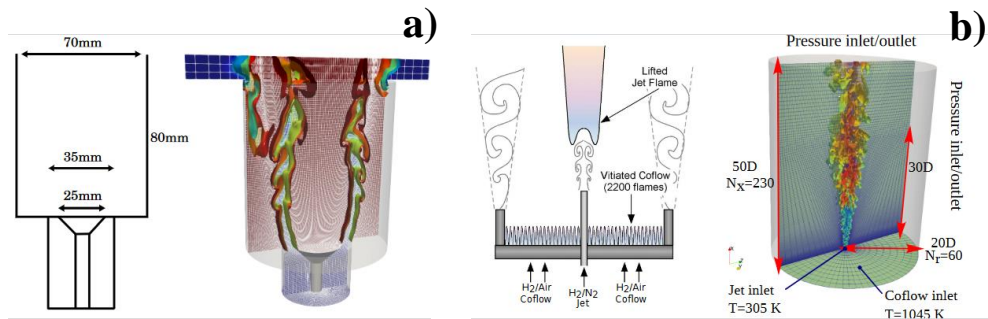 a)
70mm
80mm
35mm
25mm
b)
Lifted
Jet Flame
Vitiated Coflow
(2200 flames)
H2/Air
Coflow
H2/N2
Jet
H2/Air
Coflow
Pressure inlet/outlet
Pressure inlet/outlet
50D
Nx=230
30D
20D
Nr=60
Jet inlet
T=305 K
Coflow inlet
T=1045 K